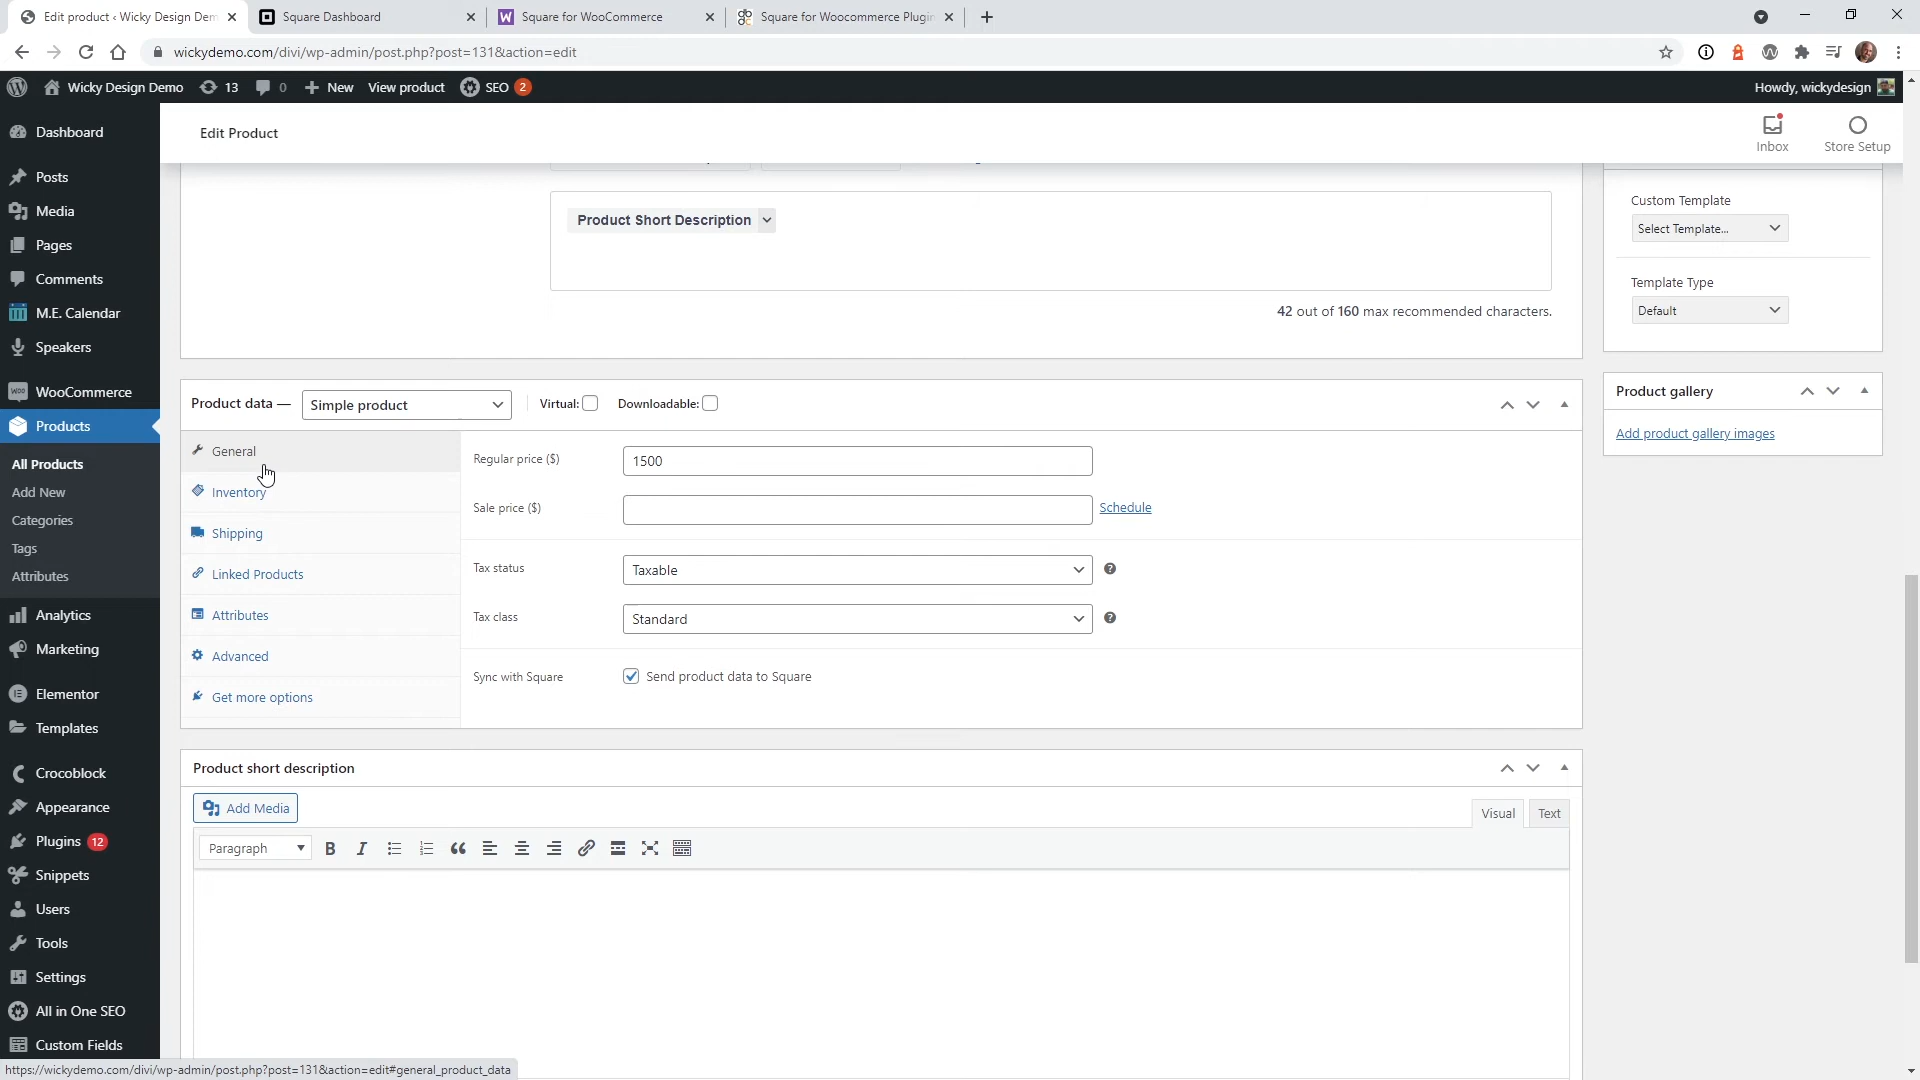 Edit product ‹ Wicky Design Dem
Square Dashboard
Square for WooCommerce
Square for Woocommerce Plugin
wickydemo.com/divi/wp-admin/post.php?post=131&action=edit
Wicky Design Demo
13
0
New
View product
SEO 2
Howdy, wickydesign
Edit Product
Inbox
Store Setup
Dashboard
Posts
Media
Pages
Comments
M.E. Calendar
Speakers
WooCommerce
Products
All Products
Add New
Categories
Tags
Attributes
Analytics
Marketing
Elementor
Templates
Crocoblock
Appearance
Plugins 12
Snippets
Users
Tools
Settings
All in One SEO
Custom Fields
Product Short Description
42 out of 160 max recommended characters.
Custom Template
Select Template...
Template Type
Default
Product gallery
Add product gallery images
Product data — Simple product
Virtual:
Downloadable:
General
Inventory
Shipping
Linked Products
Attributes
Advanced
Get more options
Regular price ($)
1500
Sale price ($)
Schedule
Tax status
Taxable
Tax class
Standard
Sync with Square
Send product data to Square
Product short description
Add Media
Visual
Text
Paragraph
B
I
https://wickydemo.com/divi/wp-admin/post.php?post=131&action=edit#general_product_data